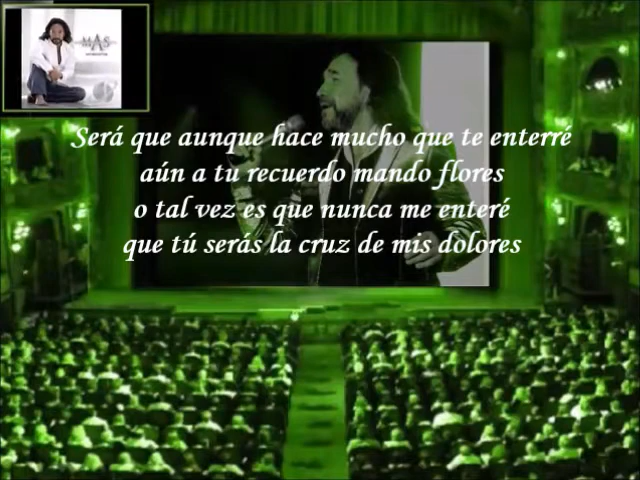 MAS
Será que aunque hace mucho que te enterré
aún a tu recuerdo mando flores
o tal vez es que nunca me enteré
que tú serás la cruz de mis dolores